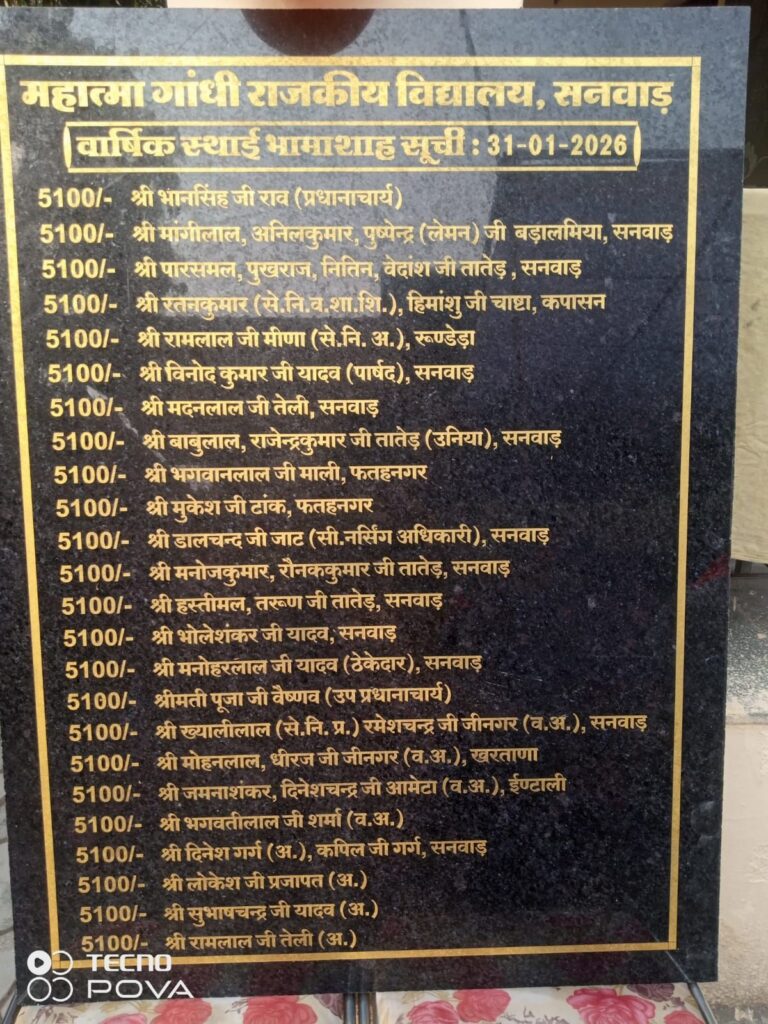 महात्मा गांधी राजकीय विद्यालय, सनवाड़
वार्षिक स्थाई भामाशाह सूची : 31-01-2026
5100/- श्री भानसिंह जी राव (प्रधानाचार्य)
5100/- श्री मांगीलाल, अनिलकुमार, पुष्पेन्द्र (लेमन) जी बड़ालमिया, सनवाड़
5100/- श्री पारसमल, पुखराज, नितिन, वेदांश जी तातेड़ , सनवाड़
5100/- श्री रतनकुमार (से.नि.व.शा.शि.), हिमांशु जी चाष्टा, कपासन
5100/- श्री रामलाल जी मीणा (से.नि. अ.), रूण्डेड़ा
5100/- श्री विनोद कुमार जी यादव (पार्षद), सनवाड़
5100/- श्री मदनलाल जी तेली, सनवाड़
5100/- श्री बाबुलाल, राजेन्द्रकुमार जी तातेड़ (उनिया), सनवाड़
5100/- श्री भगवानलाल जी माली, फतहनगर
5100/- श्री मुकेश जी टांक, फतहनगर
5100/- श्री डालचन्द जी जाट (सी.नर्सिंग अधिकारी), सनवाड़
5100/- श्री मनोजकुमार, रौनककुमार जी तातेड़, सनवाड़
5100/- श्री हस्तीमल, तरूण जी तातेड़, सनवाड़
5100/- श्री भोलेशंकर जी यादव, सनवाड़
5100/- श्री मनोहरलाल जी यादव (ठेकेदार), सनवाड़
5100/- श्रीमती पूजा जी वैष्णव (उप प्रधानाचार्य)
5100/- श्री ख्यालीलाल (से.नि. प्र.) रमेशचन्द्र जी जीनगर (व.अ.), सनवाड़
5100/- श्री मोहनलाल, धीरज जी जीनगर (व.अ.), खरताणा
5100/- श्री जमनाशंकर, दिनेशचन्द्र जी आमेटा (व.अ.), ईण्टाली
5100/- श्री भगवतीलाल जी शर्मा (व.अ.)
5100/- श्री दिनेश गर्ग (अ.), कपिल जी गर्ग, सनवाड़
5100/- श्री लोकेश जी प्रजापत (अ.)
5100/- श्री सुभाषचन्द्र जी यादव (अ.)
5100/- श्री रामलाल जी तेली (अ.)
TECNO
POVA